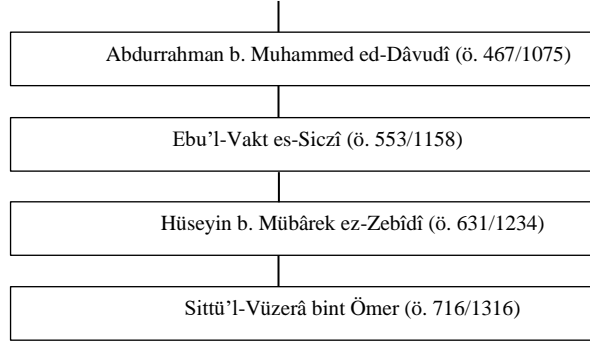 Abdurrahman b. Muhammed ed-Dâvudî (ö. 467/1075)
Ebu’l-Vakt es-Siczî (ö. 553/1158)
Hüseyin b. Mübârek ez-Zebîdî (ö. 631/1234)
Sittü’l-Vüzerâ bint Ömer (ö. 716/1316)